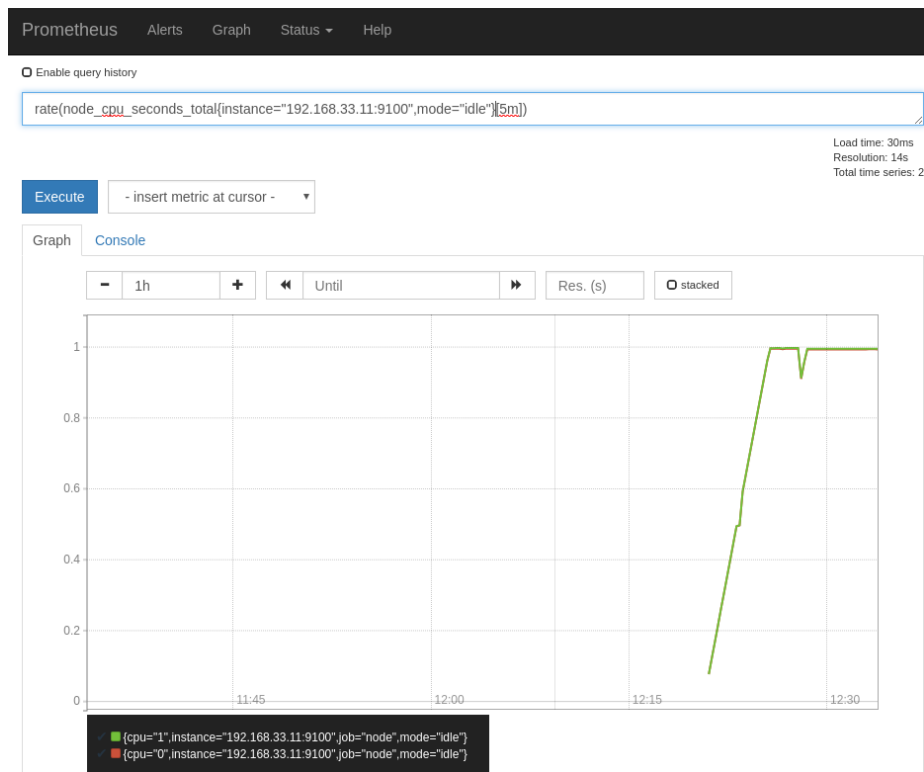 Prometheus Alerts Graph Status Help
Enable query history
rate(node_cpu_seconds_total{instance="192.168.33.11:9100",mode="idle"}[5m])
Load time: 30ms
Resolution: 14s
Total time series: 2
Execute - insert metric at cursor -
Graph Console
1h Until Res. (s) stacked
1
0.8
0.6
0.4
0.2
0
11:45 12:00 12:15 12:30
{cpu="1",instance="192.168.33.11:9100",job="node",mode="idle"}
{cpu="0",instance="192.168.33.11:9100",job="node",mode="idle"}